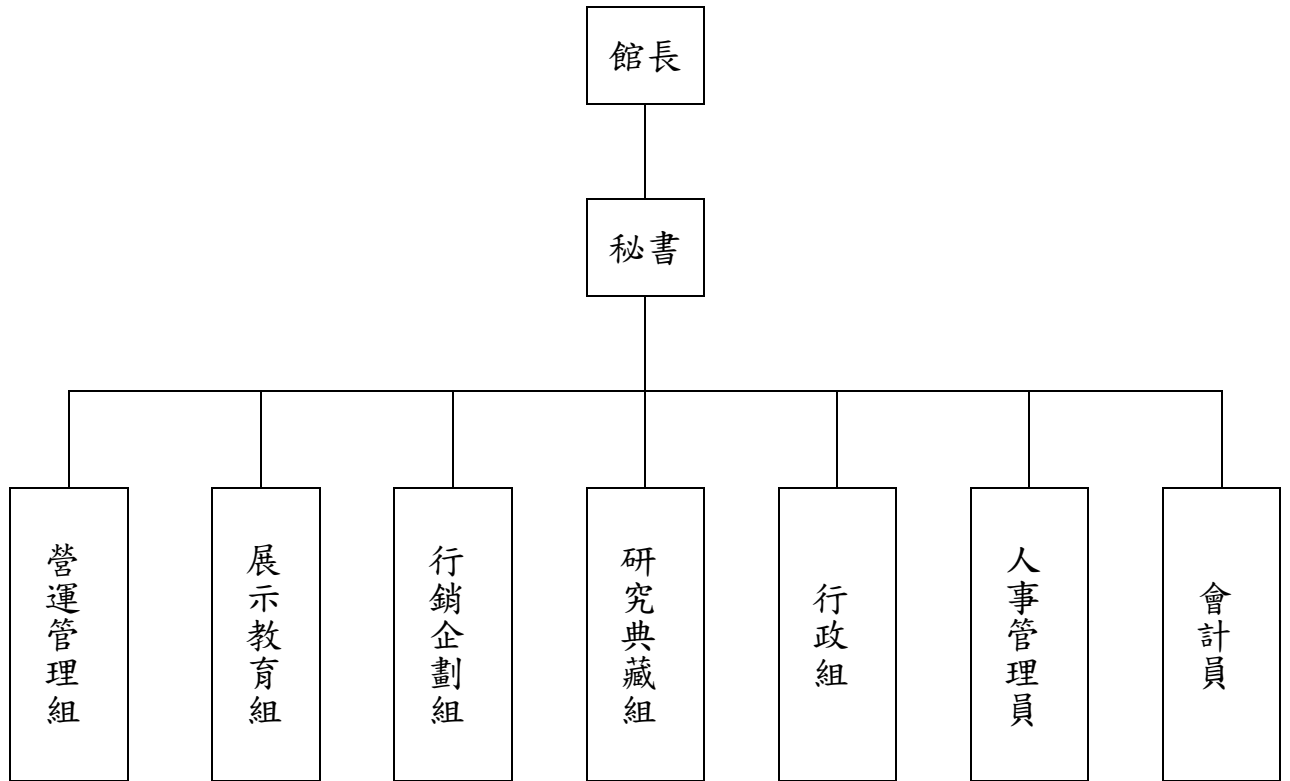 館長
秘書
營運管理組
展示教育組
行銷企劃組
研究典藏組
行政組
人事管理員
會計員